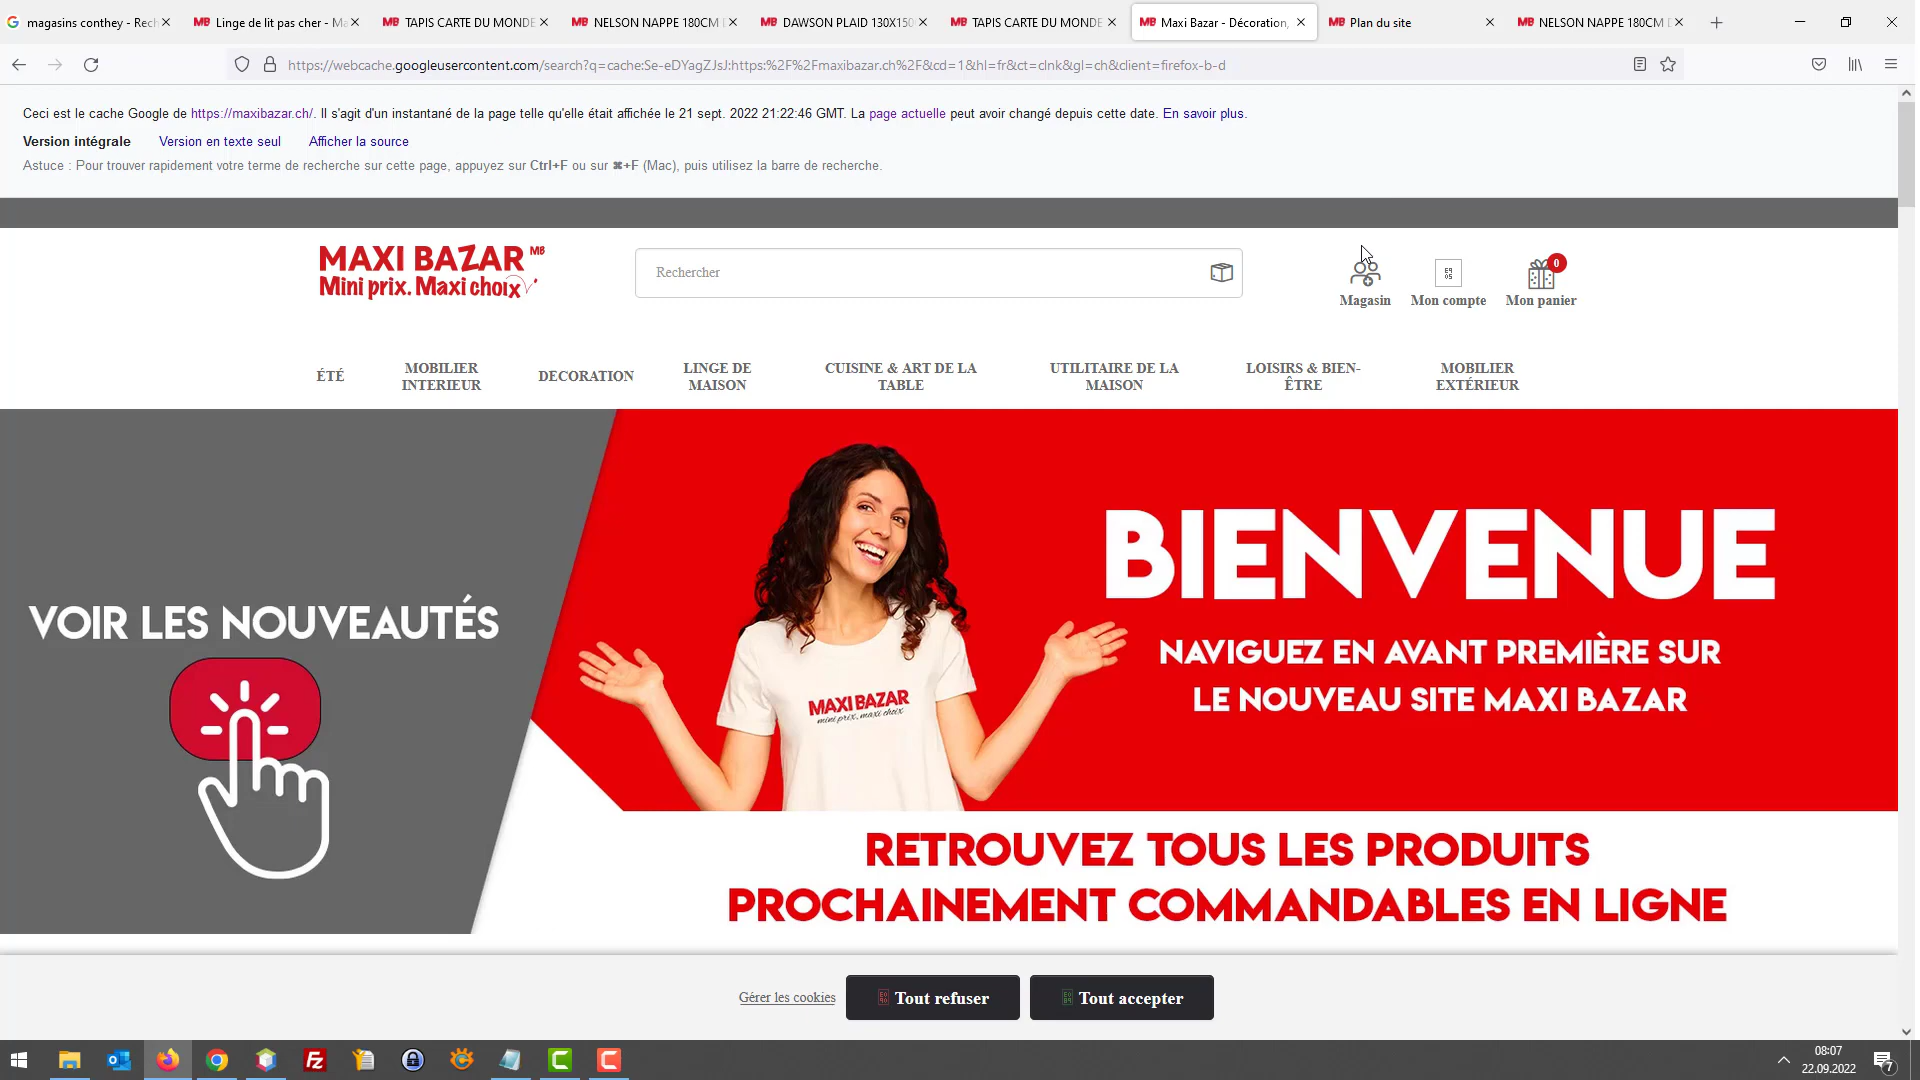 magasins conthey - Rech
Linge de lit pas cher - Ma
TAPIS CARTE DU MONDE
NELSON NAPPE 180CM D
DAWSON PLAID 130X150
TAPIS CARTE DU MONDE
Maxi Bazar - Décoration,
Plan du site
NELSON NAPPE 180CM D
https://webcache.googleusercontent.com/search?q=cache:Se-eDYagZJsJ:https:%2F%2Fmaxibazar.ch%2F&cd=1&hl=fr&ct=clnk&gl=ch&client=firefox-b-d
Ceci est le cache Google de https://maxibazar.ch/. Il s'agit d'un instantané de la page telle qu'elle était affichée le 21 sept. 2022 21:22:46 GMT. La page actuelle peut avoir changé depuis cette date. En savoir plus.
Version intégrale Version en texte seul Afficher la source
Astuce : Pour trouver rapidement votre terme de recherche sur cette page, appuyez sur Ctrl+F ou sur ⌘+F (Mac), puis utilisez la barre de recherche.
MAXI BAZAR MB
Mini prix. Maxi choix
Rechercher
Magasin
Mon compte
0
Mon panier
ÉTÉ
MOBILIER
INTERIEUR
DECORATION
LINGE DE
MAISON
CUISINE & ART DE LA
TABLE
UTILITAIRE DE LA
MAISON
LOISIRS & BIEN-
ÊTRE
MOBILIER
EXTÉRIEUR
VOIR LES NOUVEAUTÉS
MAXI BAZAR
mini prix, maxi choix
BIENVENUE
NAVIGUEZ EN AVANT PREMIÈRE SUR
LE NOUVEAU SITE MAXI BAZAR
RETROUVEZ TOUS LES PRODUITS
PROCHAINEMENT COMMANDABLES EN LIGNE
Gérer les cookies
Tout refuser
Tout accepter
08:07
22.09.2022
7